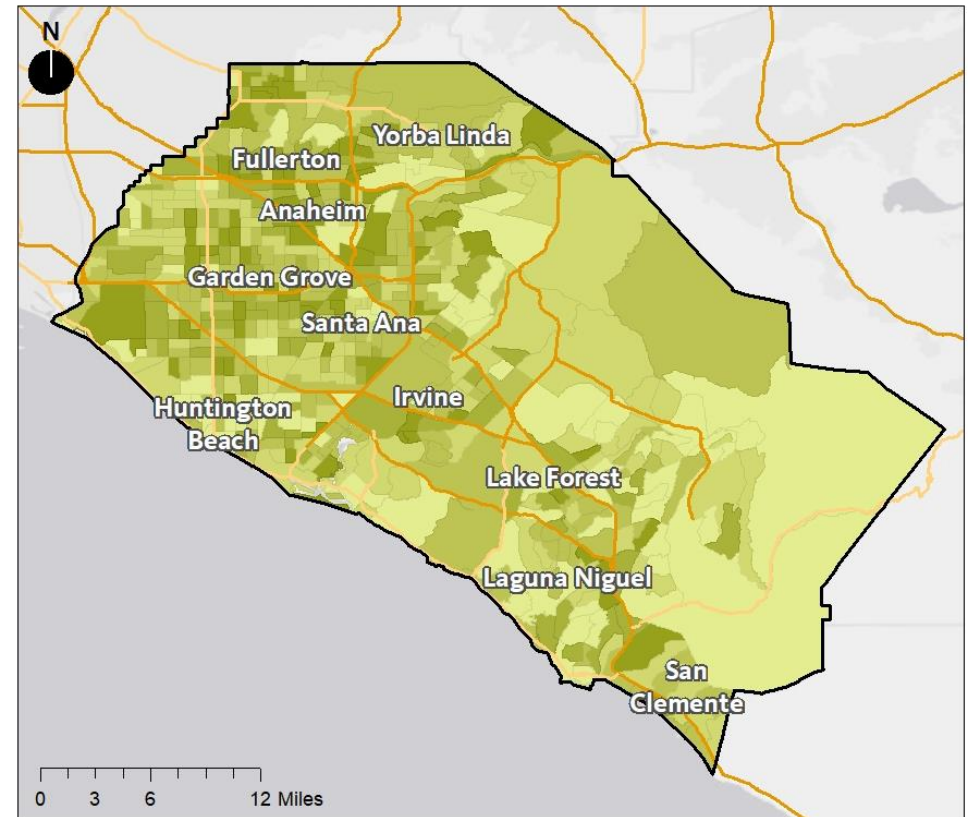 N
Yorba Linda
Fullerton
Anaheim
Garden Grove
Santa Ana
Irvine
Huntington
Beach
Lake Forest
Laguna Niguel
San
Clemente
0 3 6 12 Miles